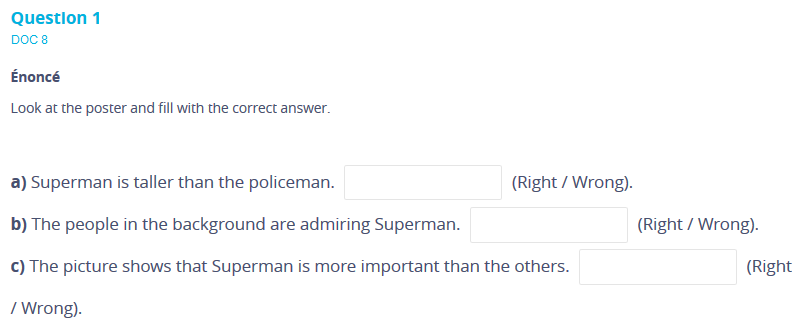 Question 1
DOC 8
Énoncé
Look at the poster and fill with the correct answer.
a) Superman is taller than the policeman. (Right / Wrong).
b) The people in the background are admiring Superman. (Right / Wrong).
c) The picture shows that Superman is more important than the others. (Right
/ Wrong).